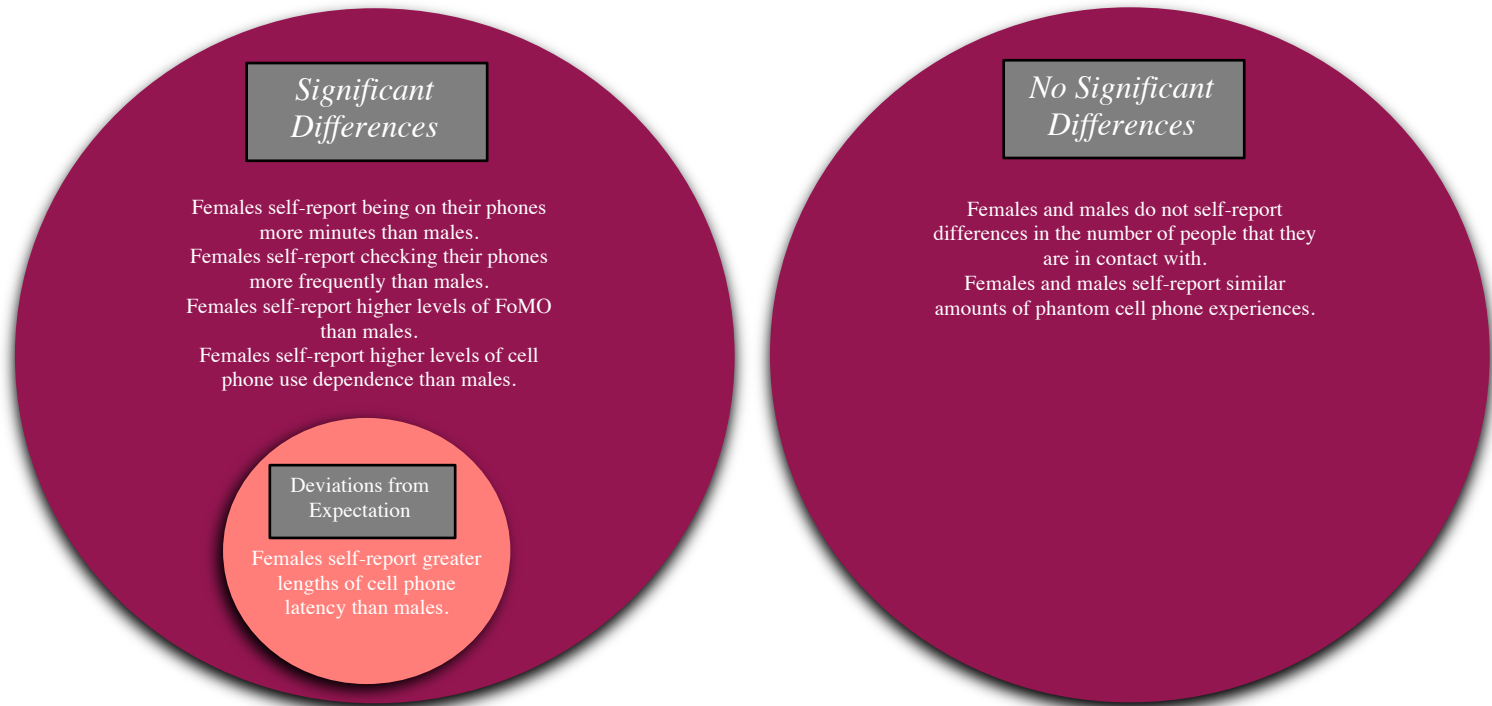 Significant
Differences
Females self-report being on their phones
more minutes than males.
Females self-report checking their phones
more frequently than males.
Females self-report higher levels of FoMO
than males.
Females self-report higher levels of cell
phone use dependence than males.
Deviations from
Expectation
Females self-report greater
lengths of cell phone
latency than males.
No Significant
Differences
Females and males do not self-report
differences in the number of people that they
are in contact with.
Females and males self-report similar
amounts of phantom cell phone experiences.